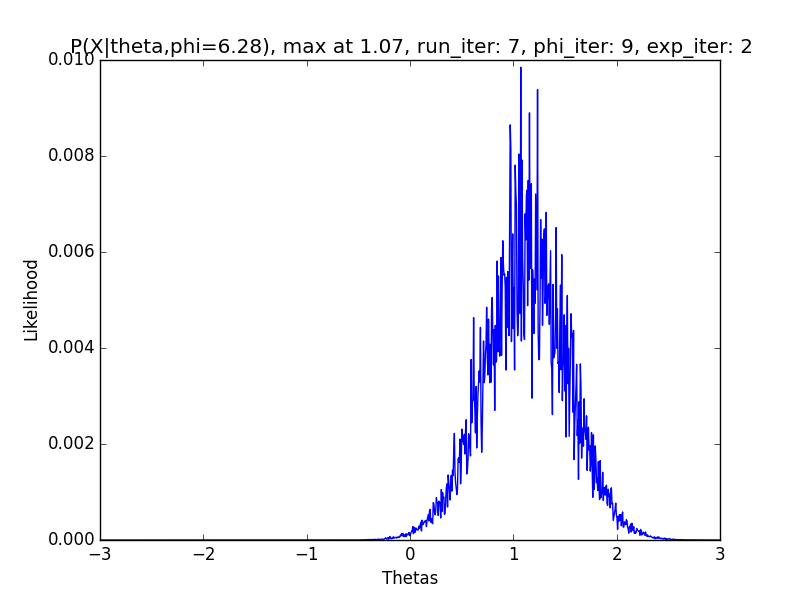 P(X|theta,phi=6.28), max at 1.07, run_iter: 7, phi_iter: 9, exp_iter: 2
0.010
0.008
0.006
0.004
0.002
0.000
Likelihood
−3 −2 −1 0 1 2 3
Thetas